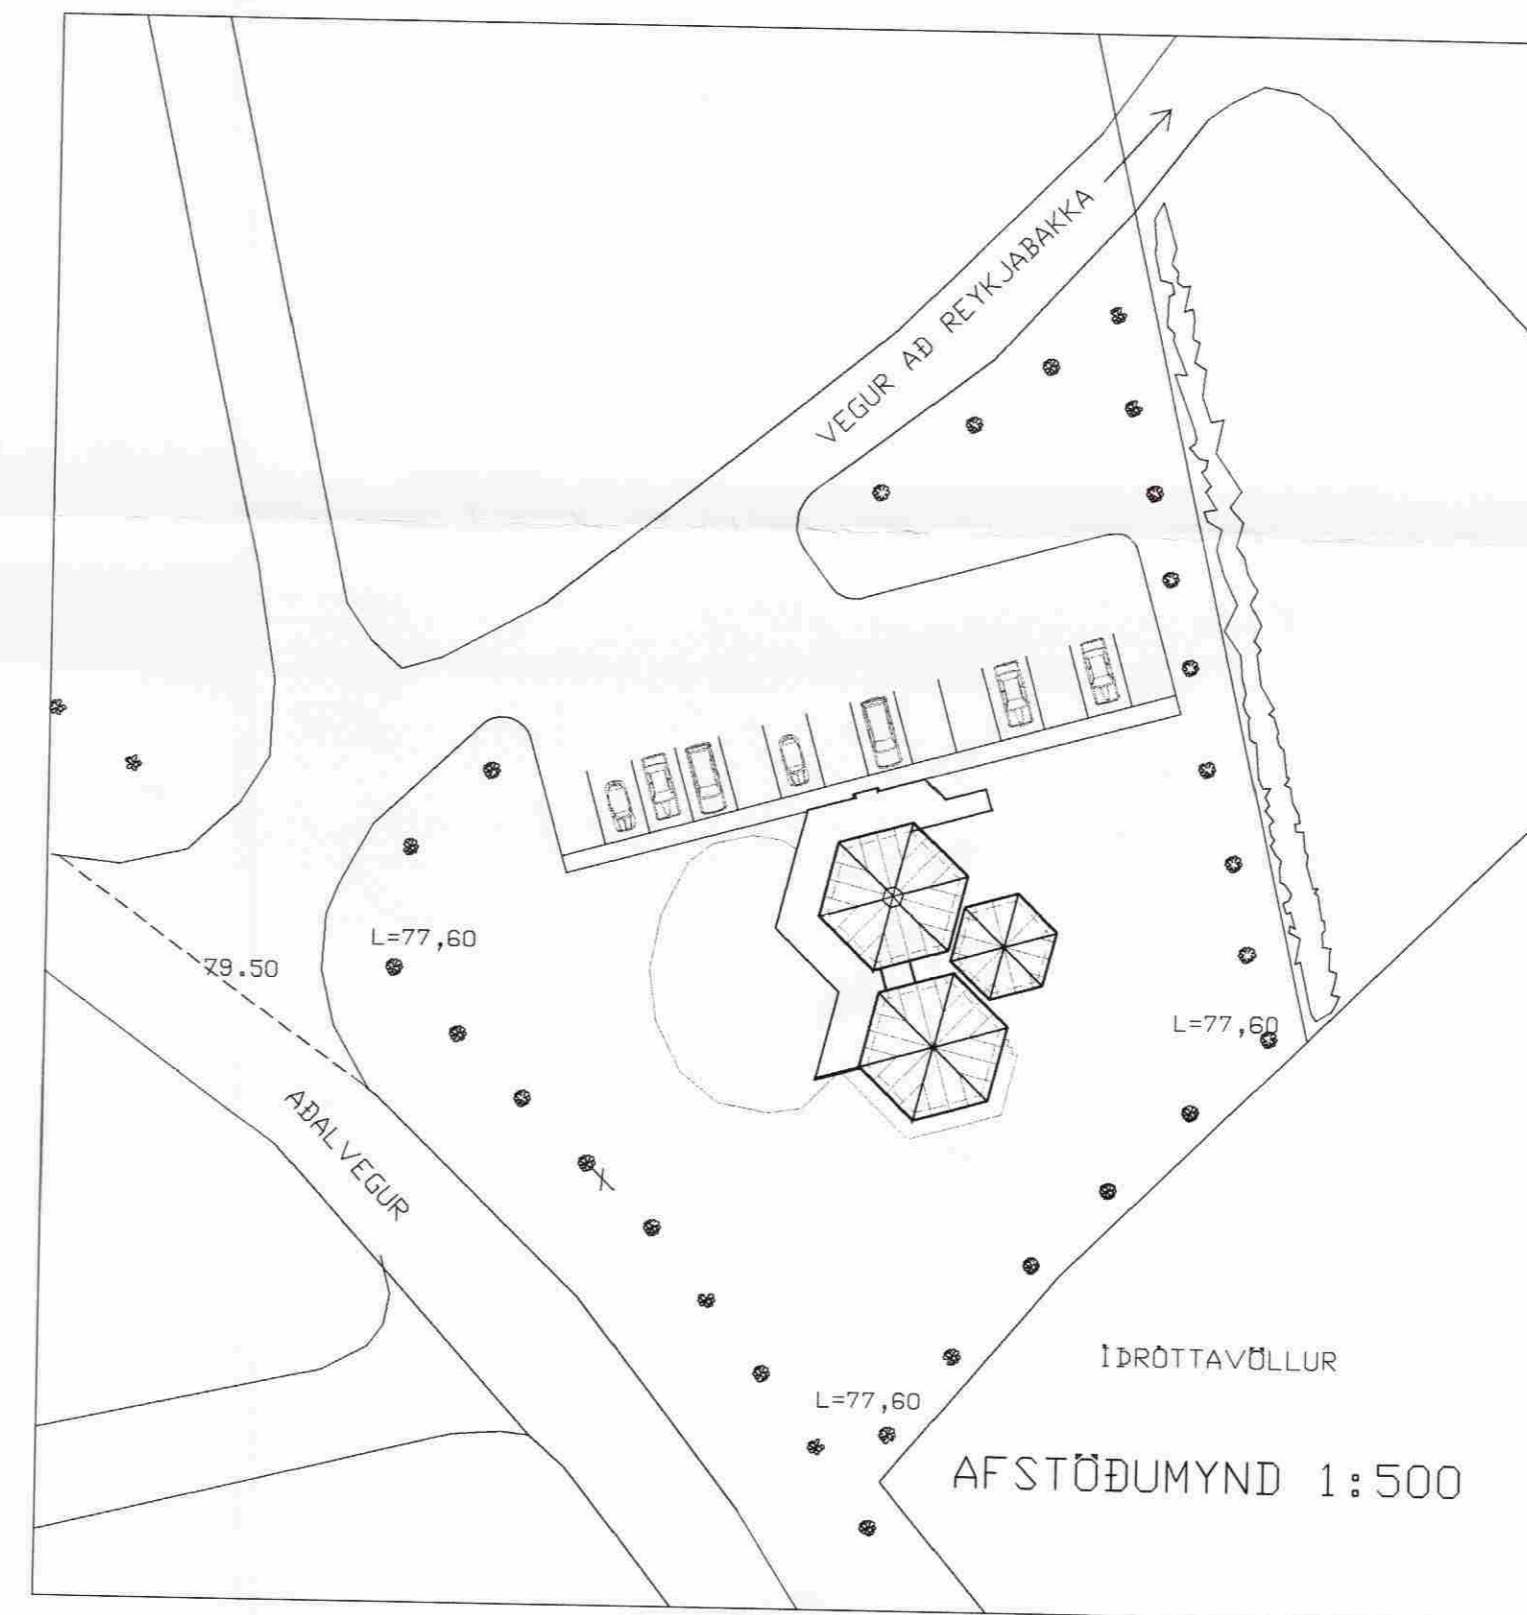 VEGUR AÐ REYKJABAKKA
L=77,60
79.50
L=77,60
AÐALVEGUR
ÍÞRÓTTAVÖLLUR
L=77,60
AFSTÖÐUMYND 1:500